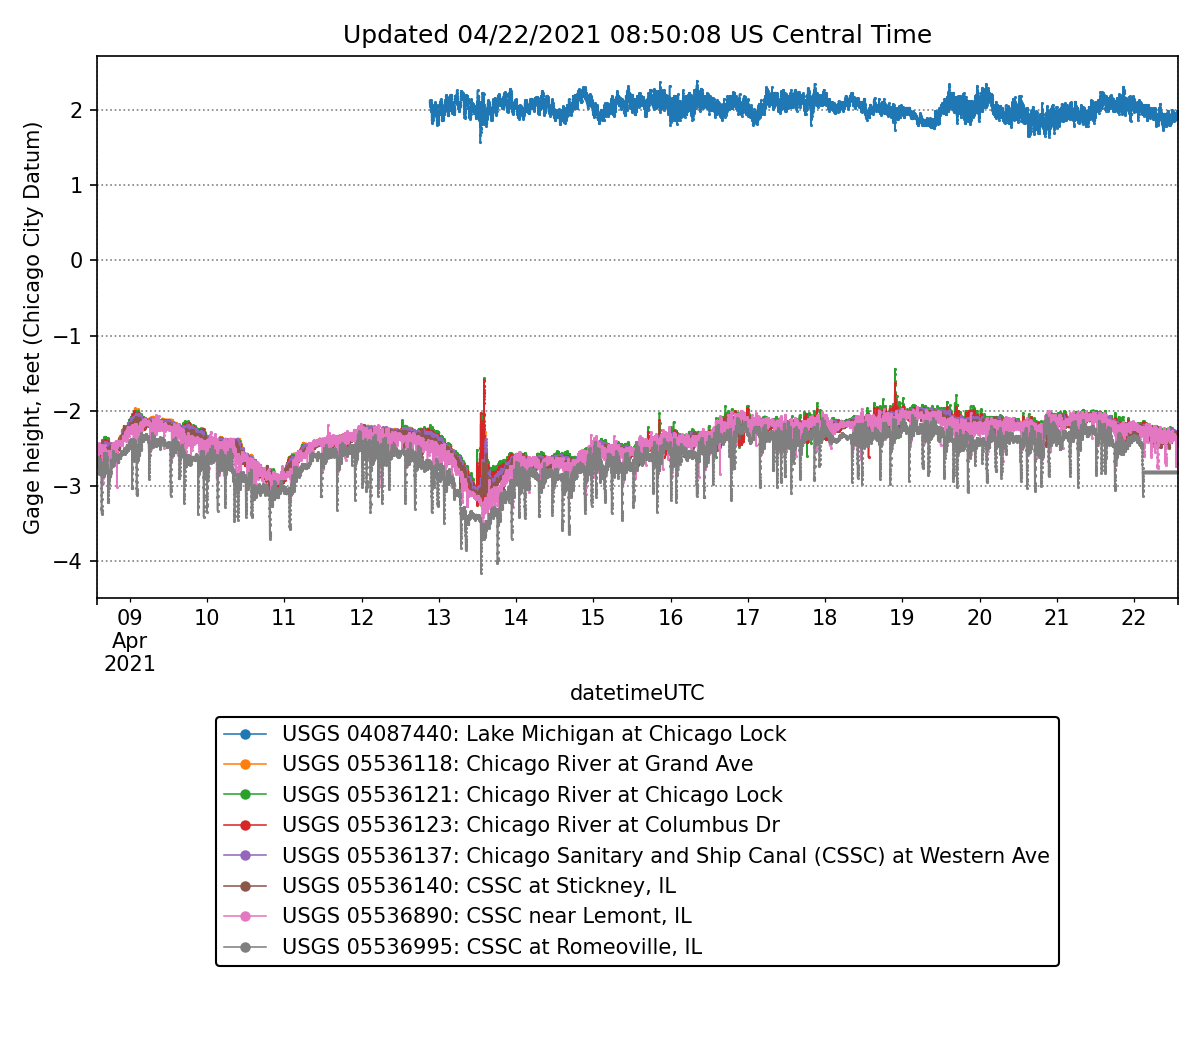 Updated 04/22/2021 08:50:08 US Central Time
Gage height, feet (Chicago City Datum)
2
1
0
−1
−2
−3
−4
09 10 11 12 13 14 15 16 17 18 19 20 21 22
Apr
2021
datetimeUTC
USGS 04087440: Lake Michigan at Chicago Lock
USGS 05536118: Chicago River at Grand Ave
USGS 05536121: Chicago River at Chicago Lock
USGS 05536123: Chicago River at Columbus Dr
USGS 05536137: Chicago Sanitary and Ship Canal (CSSC) at Western Ave
USGS 05536140: CSSC at Stickney, IL
USGS 05536890: CSSC near Lemont, IL
USGS 05536995: CSSC at Romeoville, IL